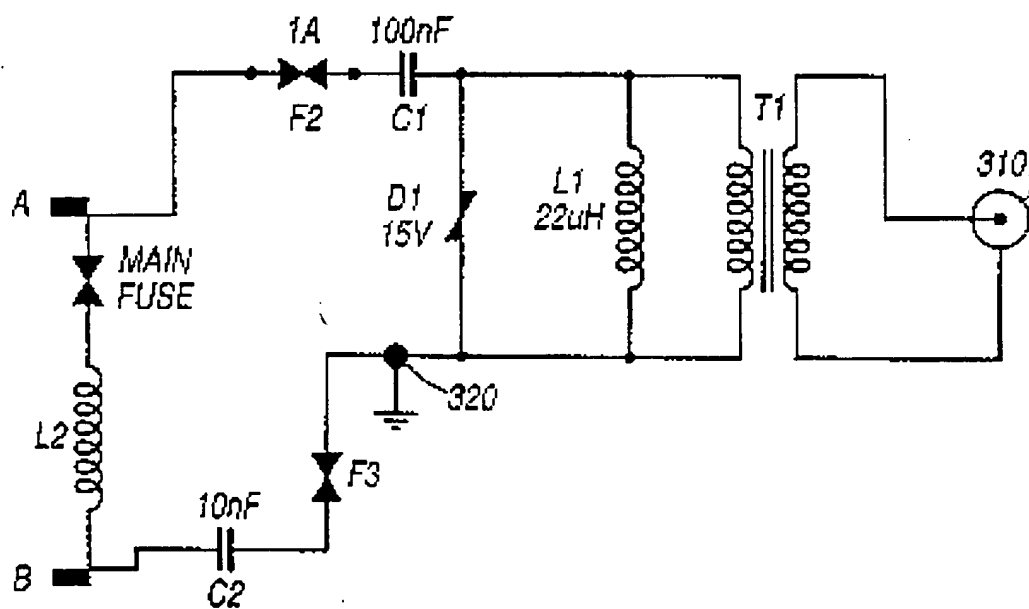 1A
100nF
F2
C1
T1
310
A
D1
15V
L1
22uH
MAIN
FUSE
320
L2
F3
10nF
B
C2